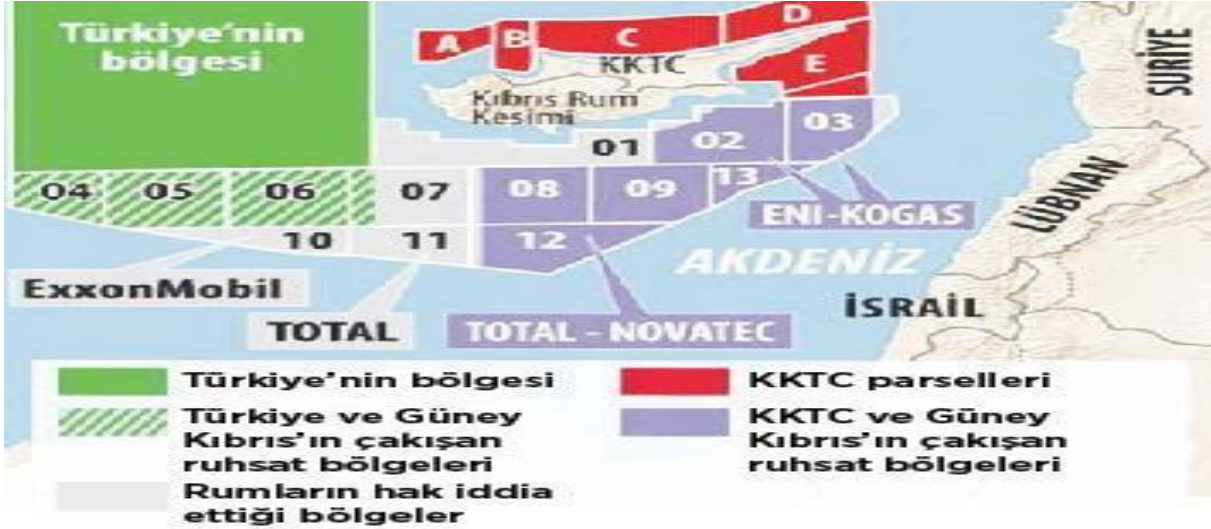 Türkiye'nin
bölgesi
A
B
C
D
E
KKTC
Kıbrıs Rum
Kesimi
SURİYE
01
02
03
04
05
06
07
08
09
13
10
11
12
ENI-KOGAS
LÜBNAN
AKDENİZ
ExxonMobil
İSRAİL
TOTAL
TOTAL - NOVATEC
Türkiye'nin bölgesi
Türkiye ve Güney
Kıbrıs'ın çakışan
ruhsat bölgeleri
Rumların hak iddia
ettiği bölgeler
KKTC parselleri
KKTC ve Güney
Kıbrıs'ın çakışan
ruhsat bölgeleri